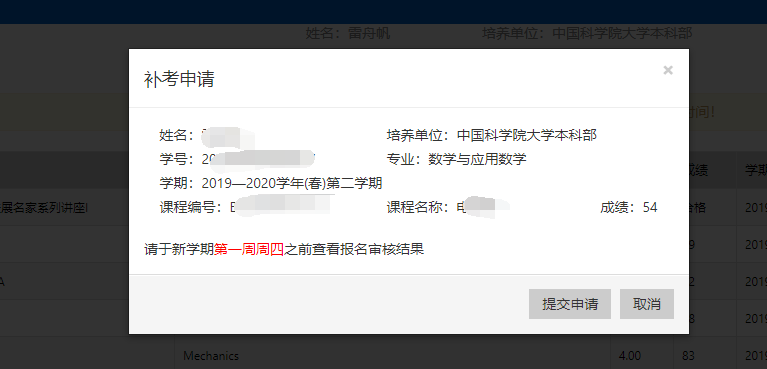 姓名：雷舟帆 培养单位：中国科学院大学本科部
补考申请 ×
时间！
姓名： 培养单位：中国科学院大学本科部
学号：20 专业：数学与应用数学
成绩 学期
学期：2019—2020学年(春)第二学期
展名家系列讲座I 课程编号： 课程名称：电 成绩：54 合格 2019
请于新学期第一周周四之前查看报名审核结果 9 2019
A 2 2019
提交申请 取消 8 2019
Mechanics 4.00 83 2019